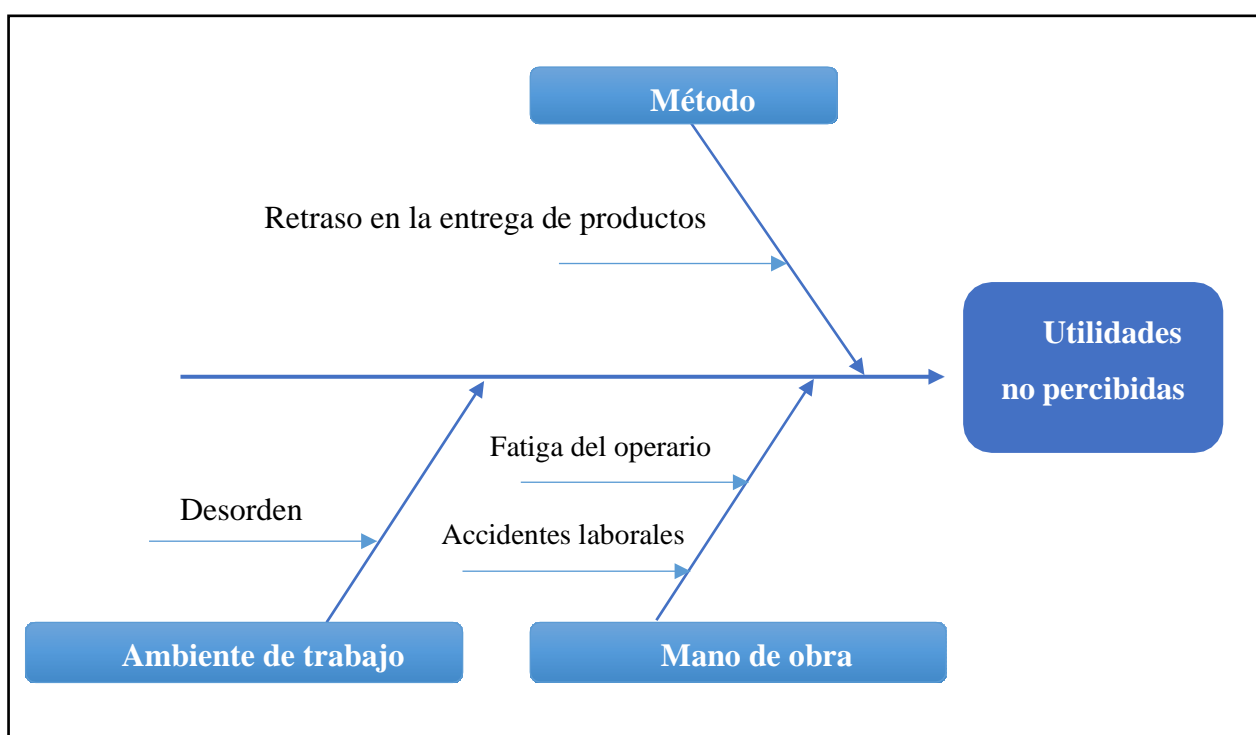 Método
Retraso en la entrega de productos
Utilidades
no percibidas
Fatiga del operario
Desorden
Accidentes laborales
Ambiente de trabajo
Mano de obra